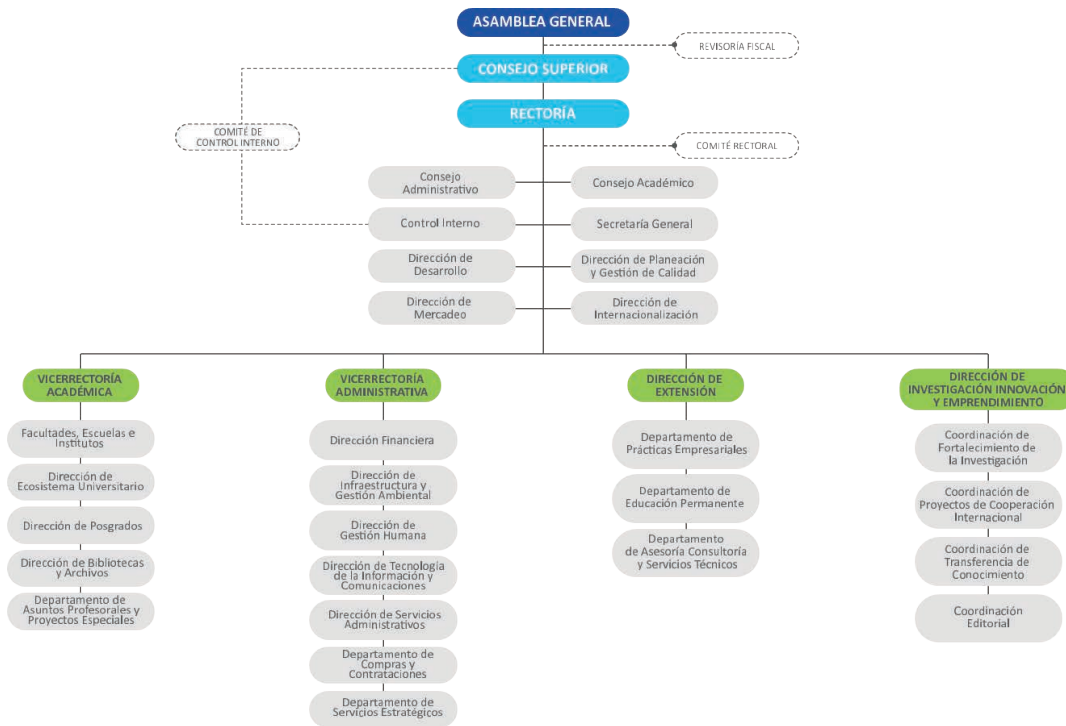 ASAMBLEA GENERAL
REVISORÍA FISCAL
CONSEJO SUPERIOR
RECTORÍA
COMITÉ DE
CONTROL INTERNO
COMITÉ RECTORAL
Consejo
Administrativo
Consejo Académico
Control Interno
Secretaría General
Dirección de
Desarrollo
Dirección de Planeación
y Gestión de Calidad
Dirección de
Mercadeo
Dirección de
Internacionalización
VICERRECTORÍA
ACADÉMICA
Facultades, Escuelas e
Institutos
Dirección de
Ecosistema Universitario
Dirección de Posgrados
Dirección de Bibliotecas
y Archivos
Departamento de
Asuntos Profesorales y
Proyectos Especiales
VICERRECTORÍA
ADMINISTRATIVA
Dirección Financiera
Dirección de
Infraestructura y
Gestión Ambiental
Dirección de
Gestión Humana
Dirección de Tecnología
de la Información y
Comunicaciones
Dirección de Servicios
Administrativos
Departamento de
Compras y
Contrataciones
Departamento de
Servicios Estratégicos
DIRECCIÓN DE
EXTENSIÓN
Departamento de
Prácticas Empresariales
Departamento de
Educación Permanente
Departamento
de Asesoría Consultoría
y Servicios Técnicos
DIRECCIÓN DE
INVESTIGACIÓN INNOVACIÓN
Y EMPRENDIMIENTO
Coordinación de
Fortalecimiento de
la Investigación
Coordinación de
Proyectos de Cooperación
Internacional
Coordinación de
Transferencia de
Conocimiento
Coordinación
Editorial